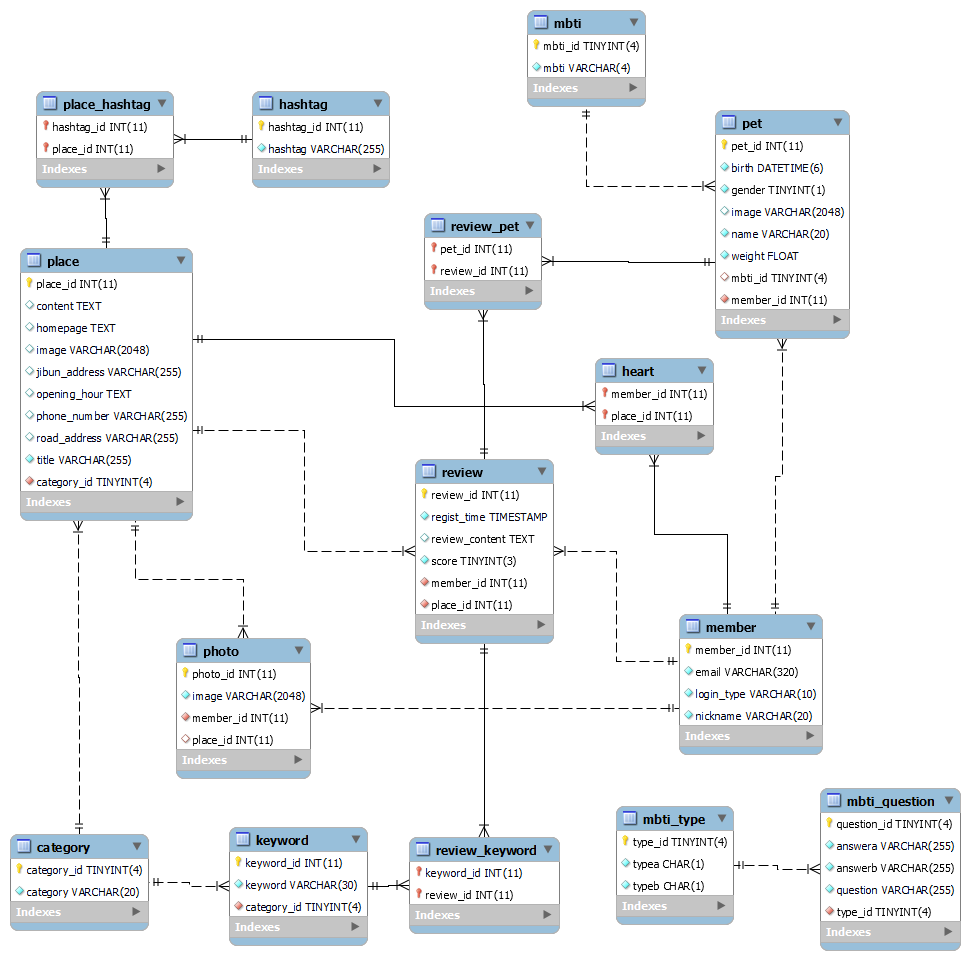 mbti
mbti_id TINYINT(4)
mbti VARCHAR(4)
Indexes
place_hashtag
hashtag_id INT(11)
place_id INT(11)
Indexes
hashtag
hashtag_id INT(11)
hashtag VARCHAR(255)
Indexes
pet
pet_id INT(11)
birth DATETIME(6)
gender TINYINT(1)
image VARCHAR(2048)
name VARCHAR(20)
weight FLOAT
mbti_id TINYINT(4)
member_id INT(11)
Indexes
review_pet
pet_id INT(11)
review_id INT(11)
Indexes
place
place_id INT(11)
content TEXT
homepage TEXT
image VARCHAR(2048)
jibun_address VARCHAR(255)
opening_hour TEXT
phone_number VARCHAR(255)
road_address VARCHAR(255)
title VARCHAR(255)
category_id TINYINT(4)
Indexes
heart
member_id INT(11)
place_id INT(11)
Indexes
review
review_id INT(11)
regist_time TIMESTAMP
review_content TEXT
score TINYINT(3)
member_id INT(11)
place_id INT(11)
Indexes
member
member_id INT(11)
email VARCHAR(320)
login_type VARCHAR(10)
nickname VARCHAR(20)
Indexes
photo
photo_id INT(11)
image VARCHAR(2048)
member_id INT(11)
place_id INT(11)
Indexes
category
category_id TINYINT(4)
category VARCHAR(20)
Indexes
keyword
keyword_id INT(11)
keyword VARCHAR(30)
category_id TINYINT(4)
Indexes
review_keyword
keyword_id INT(11)
review_id INT(11)
Indexes
mbti_type
type_id TINYINT(4)
typea CHAR(1)
typeb CHAR(1)
Indexes
mbti_question
question_id TINYINT(4)
answera VARCHAR(255)
answerb VARCHAR(255)
question VARCHAR(255)
type_id TINYINT(4)
Indexes